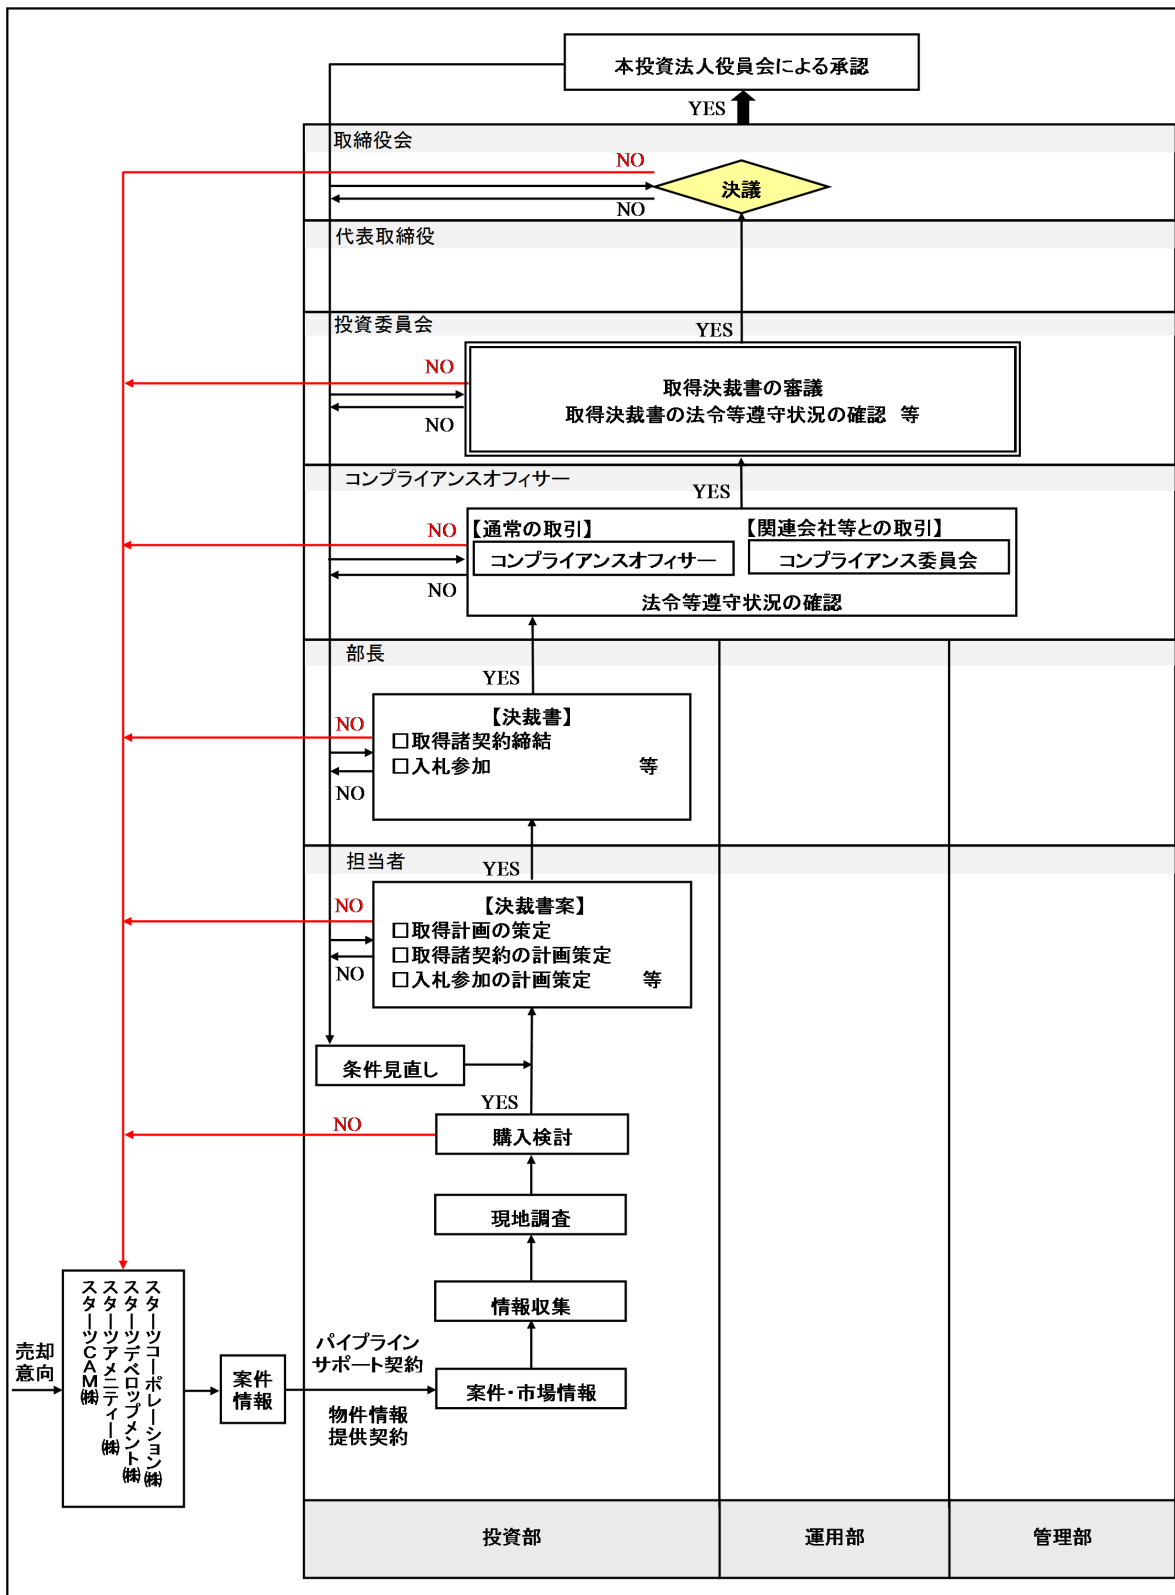 本投資法人役員会による承認
YES
取締役会
NO
決議
NO
代表取締役
投資委員会
YES
NO
取得決裁書の審議
取得決裁書の法令等遵守状況の確認 等
NO
コンプライアンスオフィサー
YES
NO
【通常の取引】
【関連会社等との取引】
コンプライアンスオフィサー
コンプライアンス委員会
NO
法令等遵守状況の確認
部長
YES
NO
【決裁書】
□取得諸契約締結
□入札参加 等
NO
担当者
YES
NO
【決裁書案】
□取得計画の策定
□取得諸契約の計画策定
□入札参加の計画策定 等
NO
条件見直し
YES
NO
購入検討
現地調査
情報収集
売却
意向
スターツコーポレーション㈱
スターツデベロップメント㈱
スターツアメニティー㈱
スターツCAM㈱
案件
情報
パイプライン
サポート契約
物件情報
提供契約
案件・市場情報
投資部
運用部
管理部